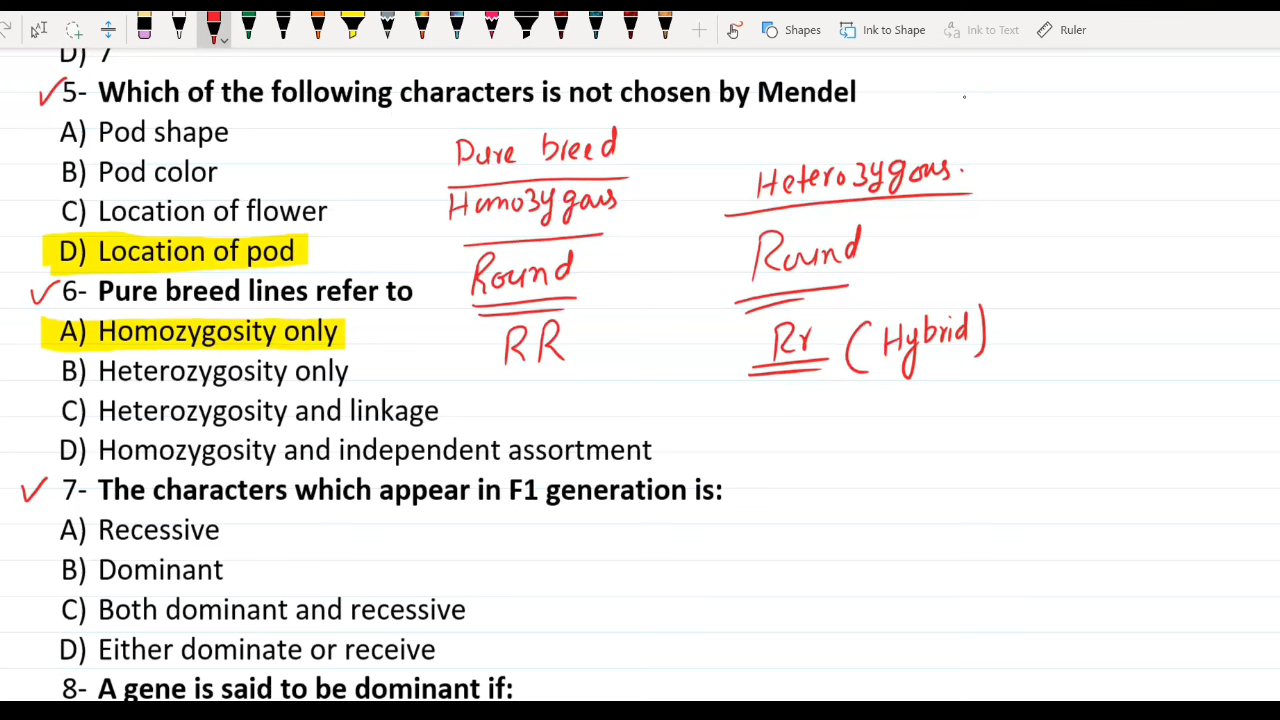 Shapes
Ink to Shape
Ink to Text
Ruler
D) 7
5- Which of the following characters is not chosen by Mendel
A) Pod shape
B) Pod color
C) Location of flower
D) Location of pod
6- Pure breed lines refer to
A) Homozygosity only
B) Heterozygosity only
C) Heterozygosity and linkage
D) Homozygosity and independent assortment
7- The characters which appear in F1 generation is:
A) Recessive
B) Dominant
C) Both dominant and recessive
D) Either dominate or receive
8- A gene is said to be dominant if:
Pure breed
Homozygous
Round
RR
Heterozygous.
Round
Rr (Hybrid)